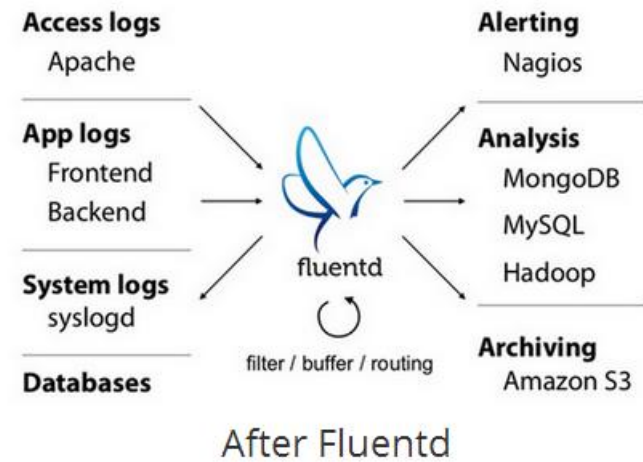 Access logs
Apache
App logs
Frontend
Backend
System logs
syslogd
Databases
fluentd
filter / buffer / routing
Alerting
Nagios
Analysis
MongoDB
MySQL
Hadoop
Archiving
Amazon S3
After Fluentd